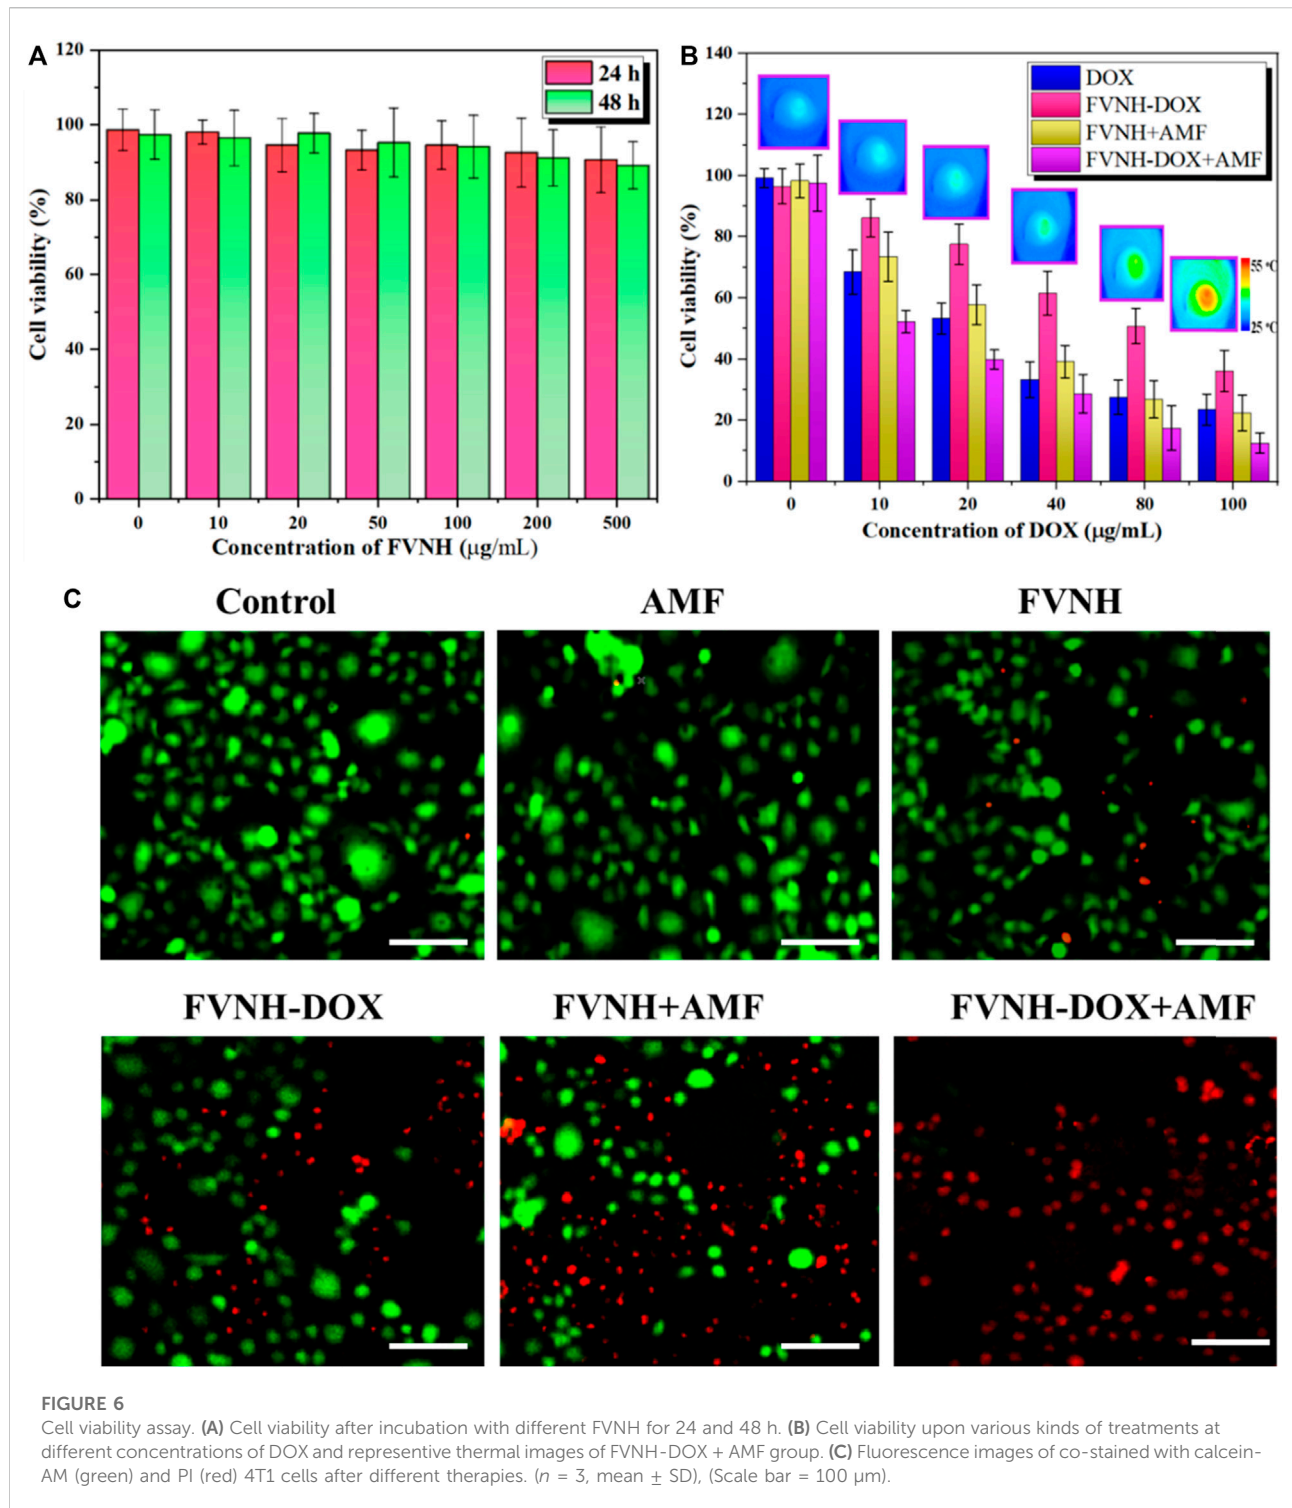 A
120
100
80
60
40
20
0
Cell viability (%)
24 h
48 h
0 10 20 50 100 200 500
Concentration of FVNH (μg/mL)
B
140
120
100
80
60
40
20
0
Cell viability (%)
DOX
FVNH-DOX
FVNH+AMF
FVNH-DOX+AMF
55 °C
25 °C
0 10 20 40 80 100
Concentration of DOX (μg/mL)
C
Control AMF FVNH
FVNH-DOX FVNH+AMF FVNH-DOX+AMF
FIGURE 6
Cell viability assay. (A) Cell viability after incubation with different FVNH for 24 and 48 h. (B) Cell viability upon various kinds of treatments at
different concentrations of DOX and representive thermal images of FVNH-DOX + AMF group. (C) Fluorescence images of co-stained with calcein-
AM (green) and PI (red) 4T1 cells after different therapies. (n = 3, mean ± SD), (Scale bar = 100 μm).